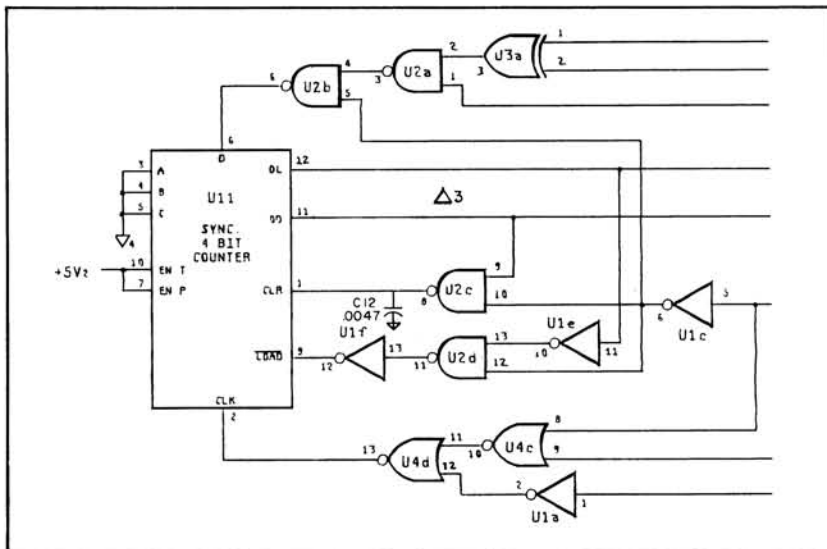 1
2
U3a
3
2
1
U2a
3
4
5
U2b
6
6
D
3 A
4 B
5 C
4
U11
SYNC.
4 BIT
COUNTER
12
11
3
+5V2
10 EN T
7 EN P
CLR 1
C12
.0047
8 U2c 9
10
6 U1c 5
U1f
LOAD 9
12
13
11 U2d 13
12
U1e
10 11
CLK
2
13 U4d 11
12
10 U4c 8
9
2 U1a 1